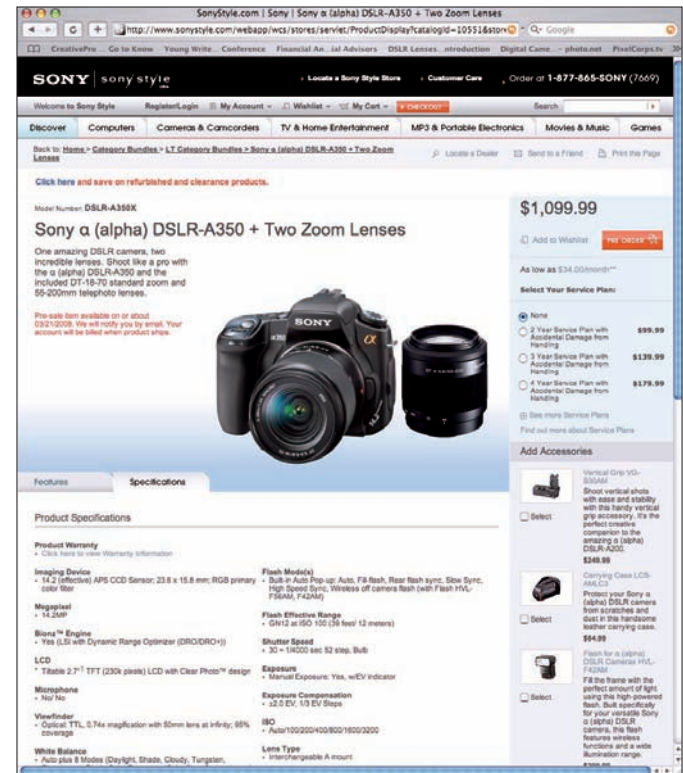 SonyStyle.com | Sony | Sony α (alpha) DSLR-A350 + Two Zoom Lenses
http://www.sonystyle.com/webapp/wcs/stores/servlet/ProductDisplay?catalogId=10551&store
Google
CreativePro ... Go to Know Young Write... Conference Financial An...ial Advisors DSLR Lenses...ntroduction Digital Came...- photo.net PixelCorps.tv
SONY sony style
Locate a Sony Style Store Customer Care Order at 1-877-865-SONY (7669)
Welcome to Sony Style Register/Login My Account Wishlist My Cart CHECKOUT Search
Discover Computers Cameras & Camcorders TV & Home Entertainment MP3 & Portable Electronics Movies & Music Games
Back to: Home > Category Bundles > LT Category Bundles > Sony α (alpha) DSLR-A350 + Two Zoom
Lenses
Locate a Dealer Send to a Friend Print this Page
Click here and save on refurbished and clearance products.
Model Number: DSLR-A350X
Sony α (alpha) DSLR-A350 + Two Zoom Lenses
One amazing DSLR camera, two
incredible lenses. Shoot like a pro with
the α (alpha) DSLR-A350 and the
included DT-18-70 standard zoom and
55-200mm telephoto lenses.
Pre-sale item available on or about
03/21/2008. We will notify you by email. Your
account will be billed when product ships.
SONY
α
$1,099.99
Add to Wishlist PRE ORDER
As low as $34.00/month**
Select Your Service Plan:
None
2 Year Service Plan with $99.99
Accidental Damage from
Handling
3 Year Service Plan with $139.99
Accidental Damage from
Handling
4 Year Service Plan with $179.99
Accidental Damage from
Handling
See more Service Plans
Find out more about Service Plans
Add Accessories
Vertical Grip VG-
B30AM
Shoot vertical shots
with ease and stability
with this handy vertical
grip accessory. It's the
perfect creative
companion to the
amazing α (alpha)
DSLR-A200.
$249.99
Select
Carrying Case LCS-
AMLC3
Protect your Sony α
(alpha) DSLR camera
from scratches and
dust in this handsome
leather carrying case.
$64.99
Select
Flash for α (alpha)
DSLR Cameras HVL-
F42AM
Fill the frame with the
perfect amount of light
using this high-powered
flash. Built specifically
for your versatile Sony
α (alpha) DSLR
camera, this flash
features wireless
functions and a wide
illumination range.
Select
Features Specifications
Product Specifications
Product Warranty
• Click here to view Warranty Information
Imaging Device
• 14.2 (effective) APS CCD Sensor; 23.6 x 15.8 mm; RGB primary
color filter
Megapixel
• 14.2MP
Bionz™ Engine
• Yes (LSI with Dynamic Range Optimizer (DRO/DRO+))
LCD
• Tiltable 2.7" TFT (230k pixels) LCD with Clear Photo™ design
Microphone
• No/ No
Viewfinder
• Optical: TTL, 0.74x magification with 50mm lens at infinity; 95%
coverage
White Balance
• Auto plus 8 Modes (Daylight, Shade, Cloudy, Tungsten,
Flash Mode(s)
• Built-in Auto Pop-up: Auto, Fill-flash, Rear flash sync, Slow Sync,
High Speed Sync, Wireless off camera flash (with Flash HVL-
F56AM, F42AM)
Flash Effective Range
• GN12 at ISO 100 (39 feet/ 12 meters)
Shutter Speed
• 30 ~ 1/4000 sec 52 step, Bulb
Exposure
• Manual Exposure: Yes, w/EV indicator
Exposure Compensation
• ±2.0 EV, 1/3 EV Steps
ISO
• Auto/100/200/400/800/1600/3200
Lens Type
• Interchangeable A mount